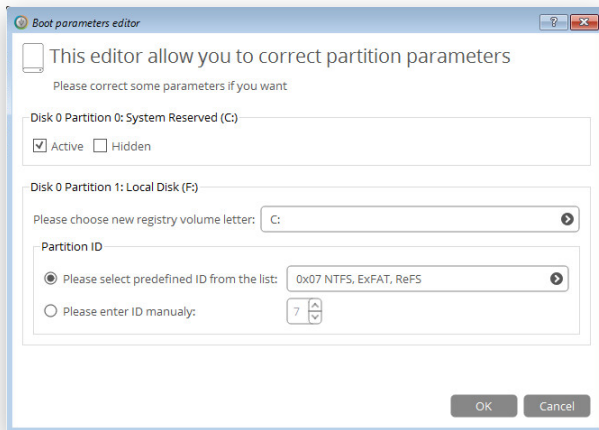 Boot parameters editor
This editor allow you to correct partition parameters
Please correct some parameters if you want
Disk 0 Partition 0: System Reserved (C:)
Active Hidden
Disk 0 Partition 1: Local Disk (F:)
Please choose new registry volume letter: C:
Partition ID
Please select predefined ID from the list: 0x07 NTFS, ExFAT, ReFS
Please enter ID manualy: 7
OK Cancel